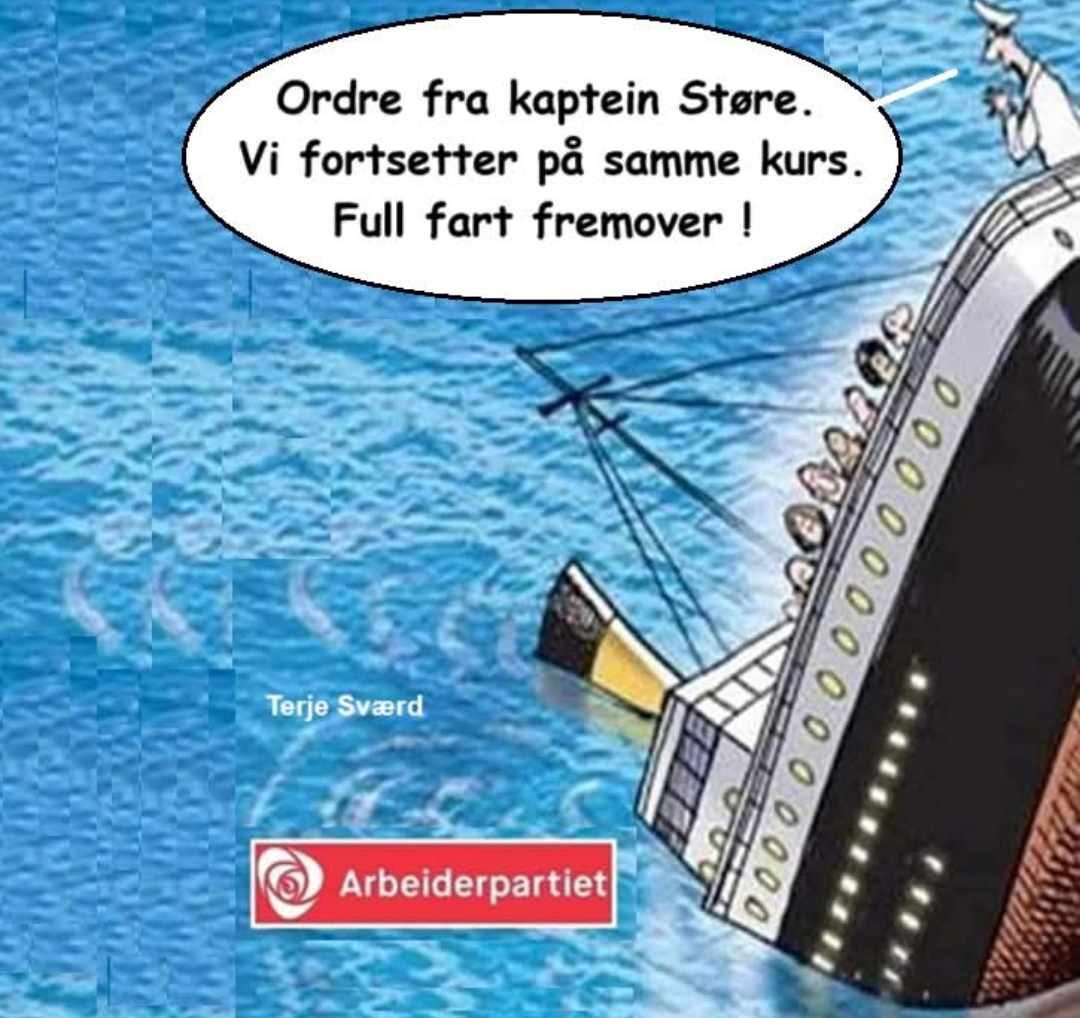 Ordre fra kaptein Støre.
Vi fortsetter på samme kurs.
Full fart fremover !
Terje Sværd
Arbeiderpartiet